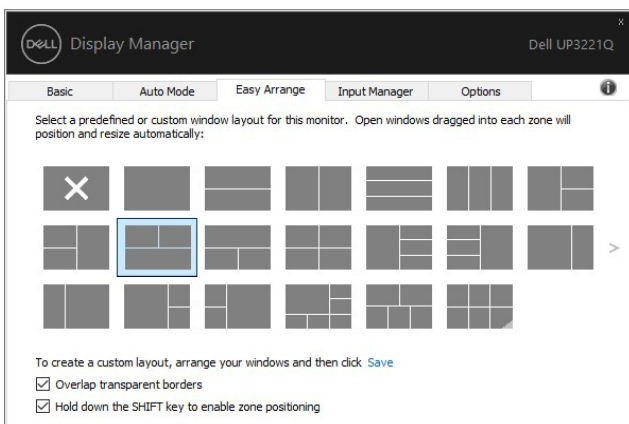 DELL Display Manager Dell UP3221Q
Basic Auto Mode Easy Arrange Input Manager Options
Select a predefined or custom window layout for this monitor. Open windows dragged into each zone will
position and resize automatically:
To create a custom layout, arrange your windows and then click Save
Overlap transparent borders
Hold down the SHIFT key to enable zone positioning